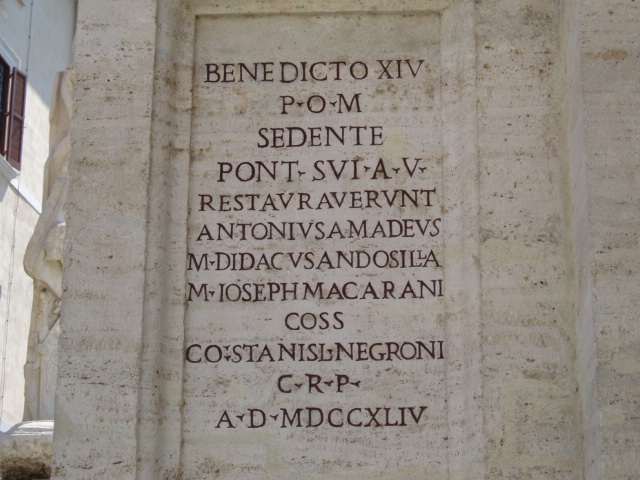 BENEDICTO XIV
P·O·M
SEDENTE
PONT·SVI·A·V·
RESTAVRAVERVNT
ANTONIVS AMADEVS
M·DIDACVS ANDOSILLA
M·IOSEPH MACARANI
COSS
CO·STANISL·NEGRONI
C·R·P·
A·D·MDCCXLIV